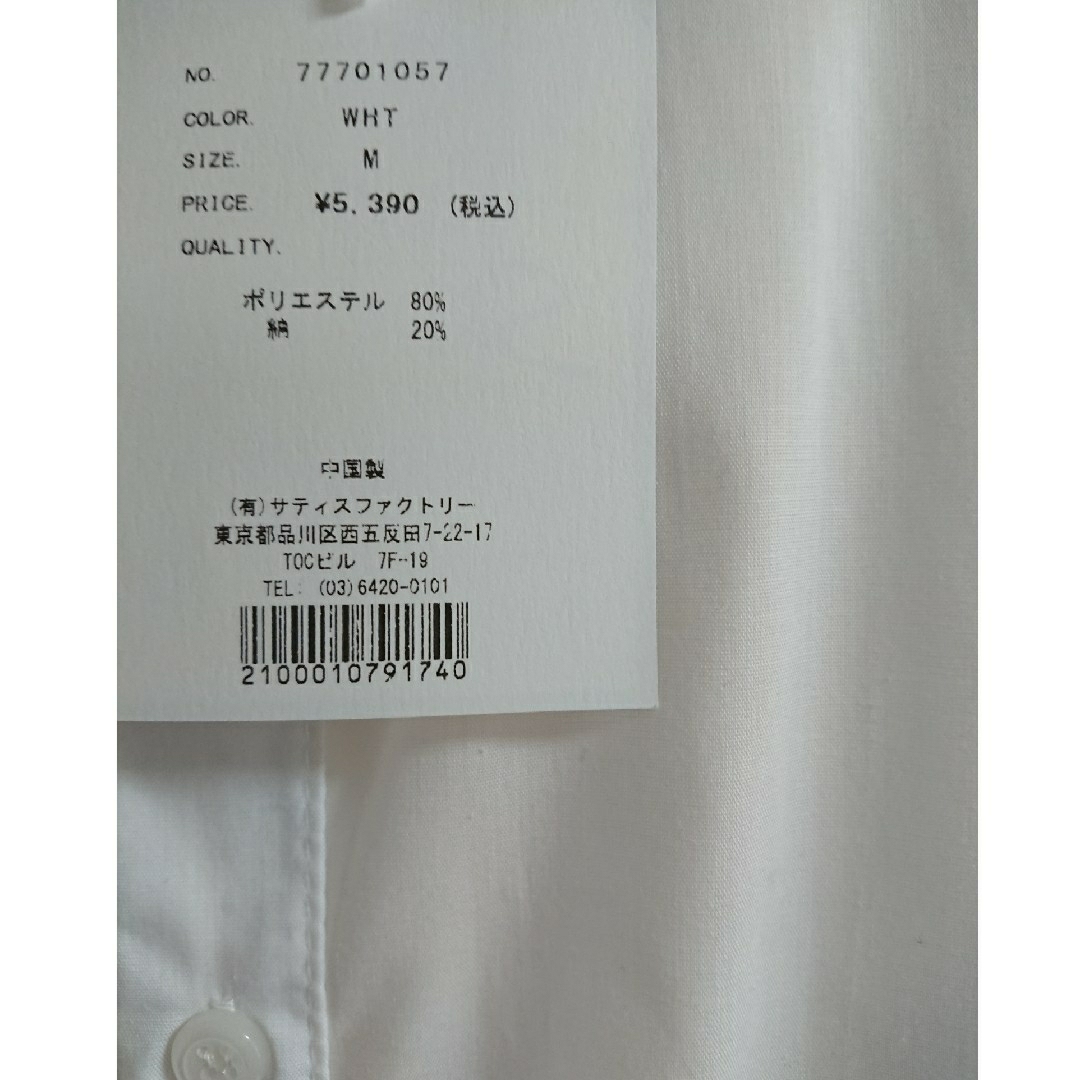 NO. 77701057
COLOR. WHT
SIZE. M
PRICE. ¥5,390 (税込)
QUALITY.
ポリエステル 80%
綿 20%
中国製
(有)サティスファクトリー
東京都品川区西五反田7-22-17
TOCビル 7F-19
TEL: (03)6420-0101
2100010791740